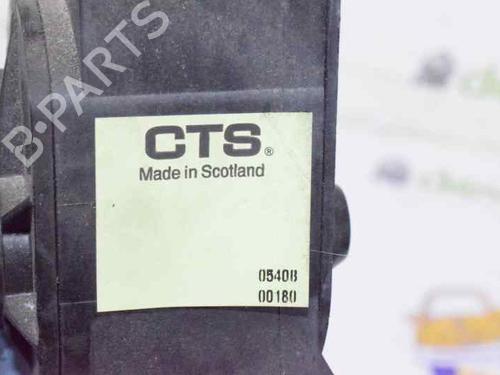 CTS®
Made in Scotland
05408
00180
B-PARTS